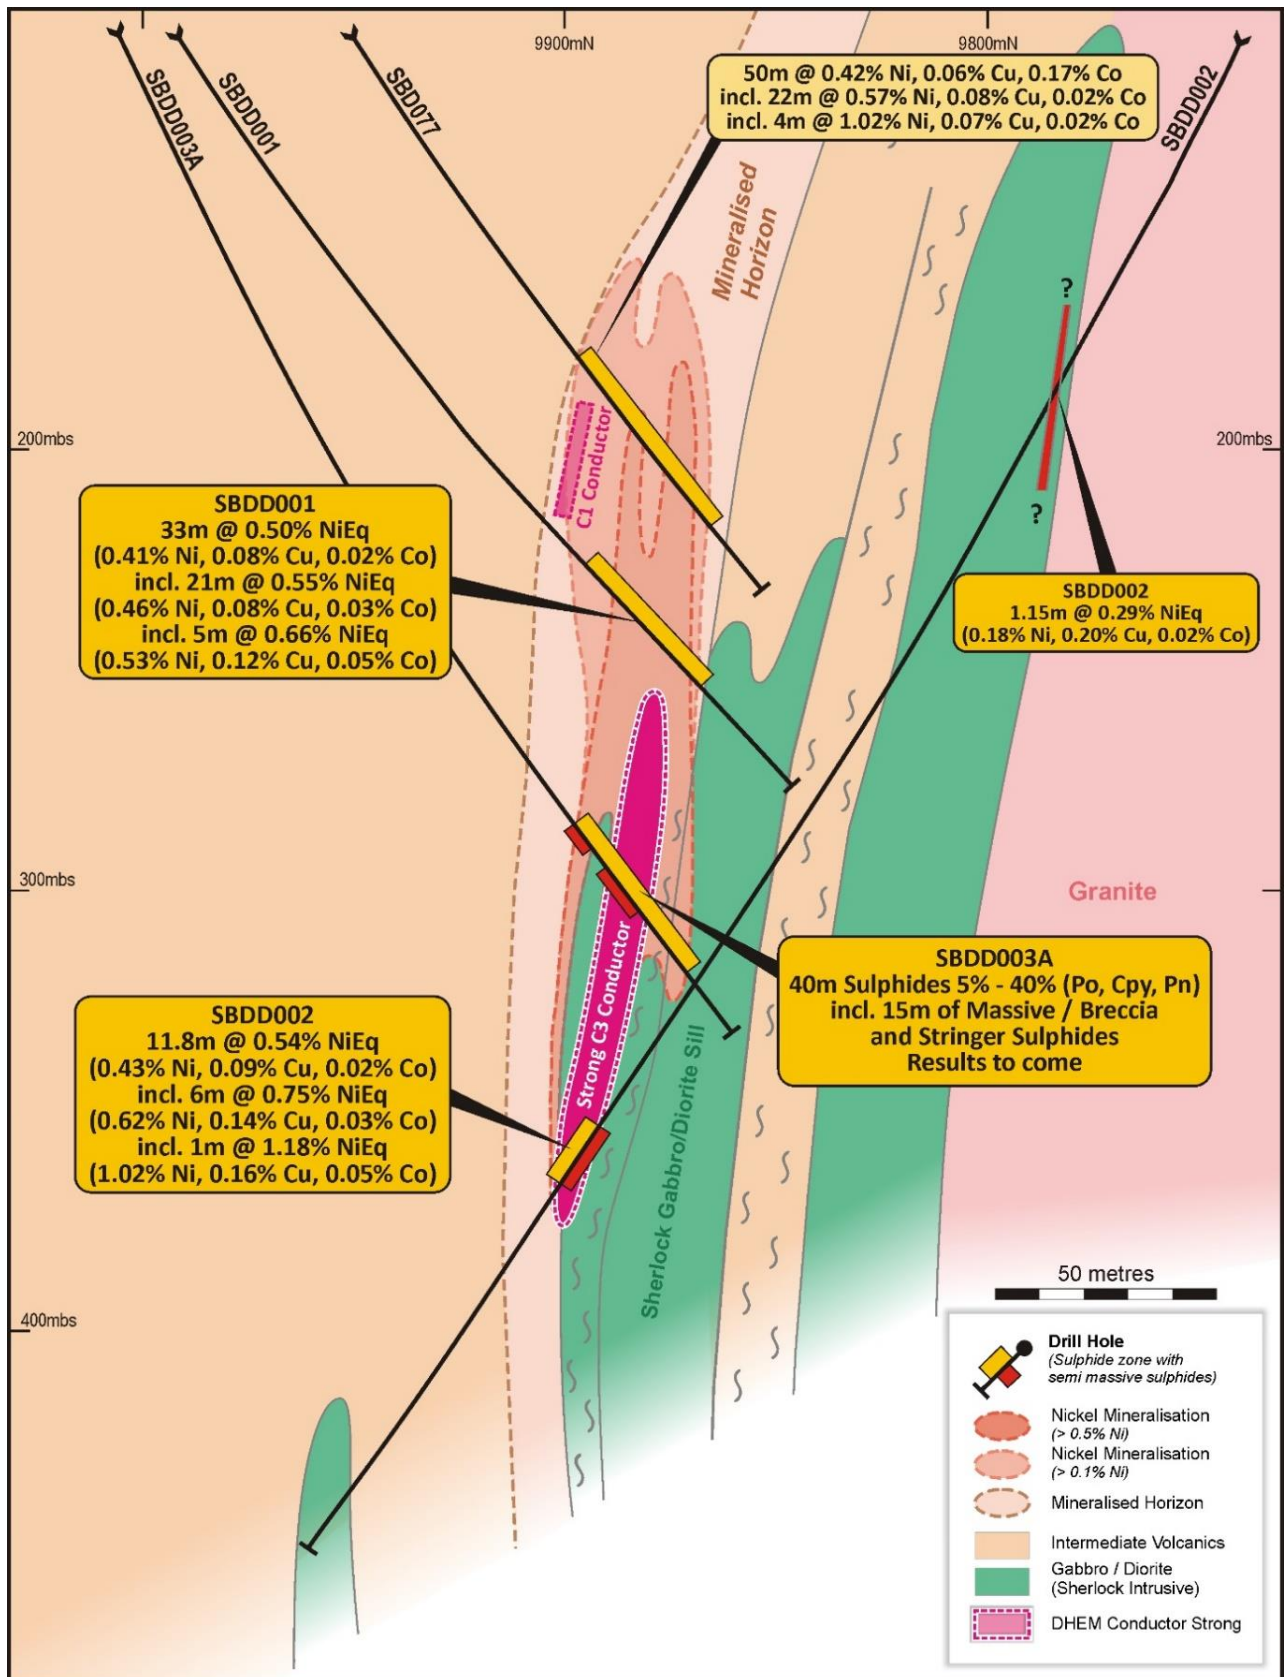 9900mN
9800mN
SBDD003A
SBDD001
SBD077
SBDD002
50m @ 0.42% Ni, 0.06% Cu, 0.17% Co
incl. 22m @ 0.57% Ni, 0.08% Cu, 0.02% Co
incl. 4m @ 1.02% Ni, 0.07% Cu, 0.02% Co
Mineralised
Horizon
?
?
200mbs
200mbs
C1 Conductor
SBDD001
33m @ 0.50% NiEq
(0.41% Ni, 0.08% Cu, 0.02% Co)
incl. 21m @ 0.55% NiEq
(0.46% Ni, 0.08% Cu, 0.03% Co)
incl. 5m @ 0.66% NiEq
(0.53% Ni, 0.12% Cu, 0.05% Co)
SBDD002
1.15m @ 0.29% NiEq
(0.18% Ni, 0.20% Cu, 0.02% Co)
300mbs
Granite
Strong C3 Conductor
SBDD003A
40m Sulphides 5% - 40% (Po, Cpy, Pn)
incl. 15m of Massive / Breccia
and Stringer Sulphides
Results to come
SBDD002
11.8m @ 0.54% NiEq
(0.43% Ni, 0.09% Cu, 0.02% Co)
incl. 6m @ 0.75% NiEq
(0.62% Ni, 0.14% Cu, 0.03% Co)
incl. 1m @ 1.18% NiEq
(1.02% Ni, 0.16% Cu, 0.05% Co)
Sherlock Gabbro/Diorite Sill
400mbs
50 metres
Drill Hole
(Sulphide zone with
semi massive sulphides)
Nickel Mineralisation
(> 0.5% Ni)
Nickel Mineralisation
(> 0.1% Ni)
Mineralised Horizon
Intermediate Volcanics
Gabbro / Diorite
(Sherlock Intrusive)
DHEM Conductor Strong